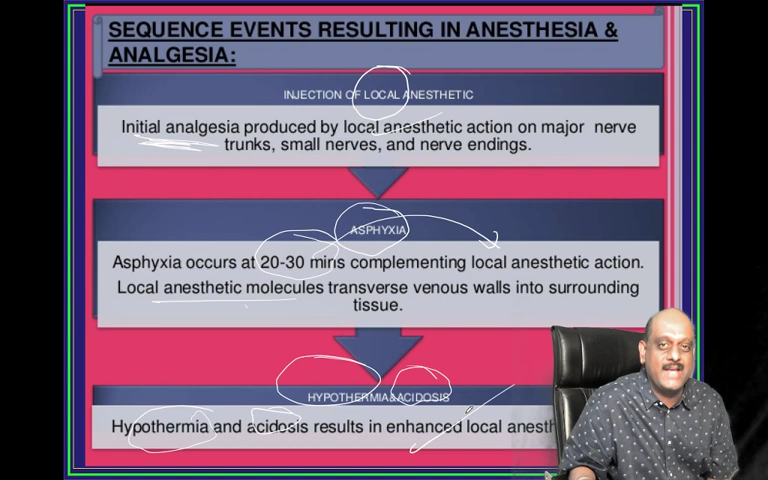 SEQUENCE EVENTS RESULTING IN ANESTHESIA &
ANALGESIA:
INJECTION OF LOCAL ANESTHETIC
Initial analgesia produced by local anesthetic action on major nerve
trunks, small nerves, and nerve endings.
ASPHYXIA
Asphyxia occurs at 20-30 mins complementing local anesthetic action.
Local anesthetic molecules transverse venous walls into surrounding
tissue.
HYPOTHERMIA&ACIDOSIS
Hypothermia and acidosis results in enhanced local